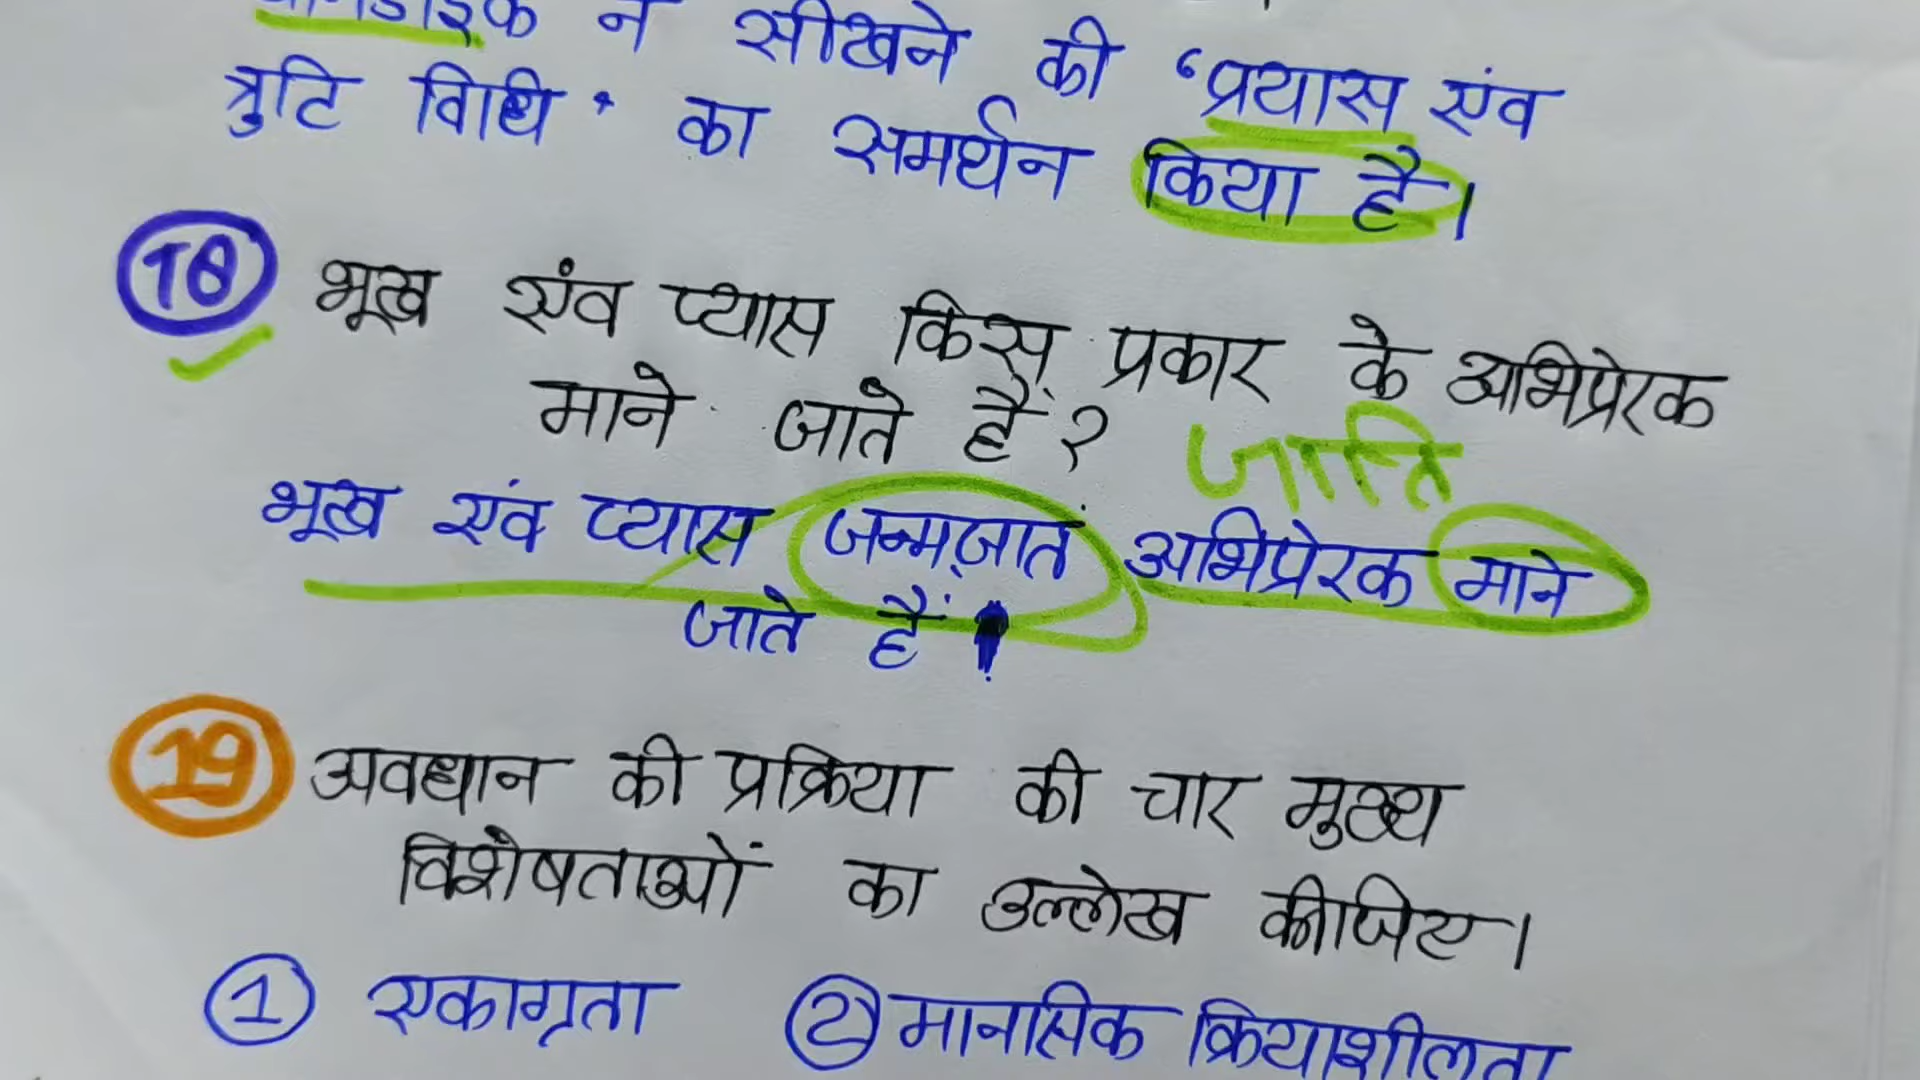 ने सीखने की ‘प्रयास एंव
त्रुटि विधि’ का समर्थन किया है।
18 भूख एंव प्यास किस प्रकार के अभिप्रेरक
माने जाते हैं?
भूख एंव प्यास जन्मजात अभिप्रेरक माने
जाते हैं।
19 अवधान की प्रक्रिया की चार मुख्य
विशेषताओं का उल्लेख कीजिए।
1 एकाग्रता 2 मानसिक क्रियाशीलता